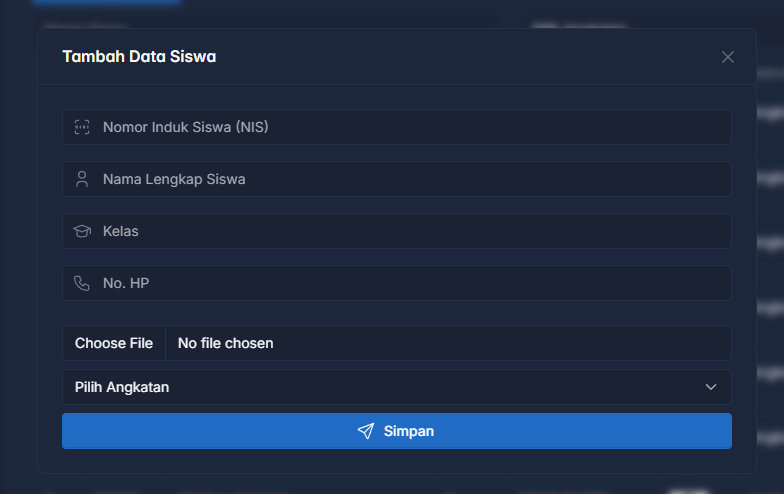 Tambah Data Siswa
Nomor Induk Siswa (NIS)
Nama Lengkap Siswa
Kelas
No. HP
Choose File No file chosen
Pilih Angkatan
Simpan